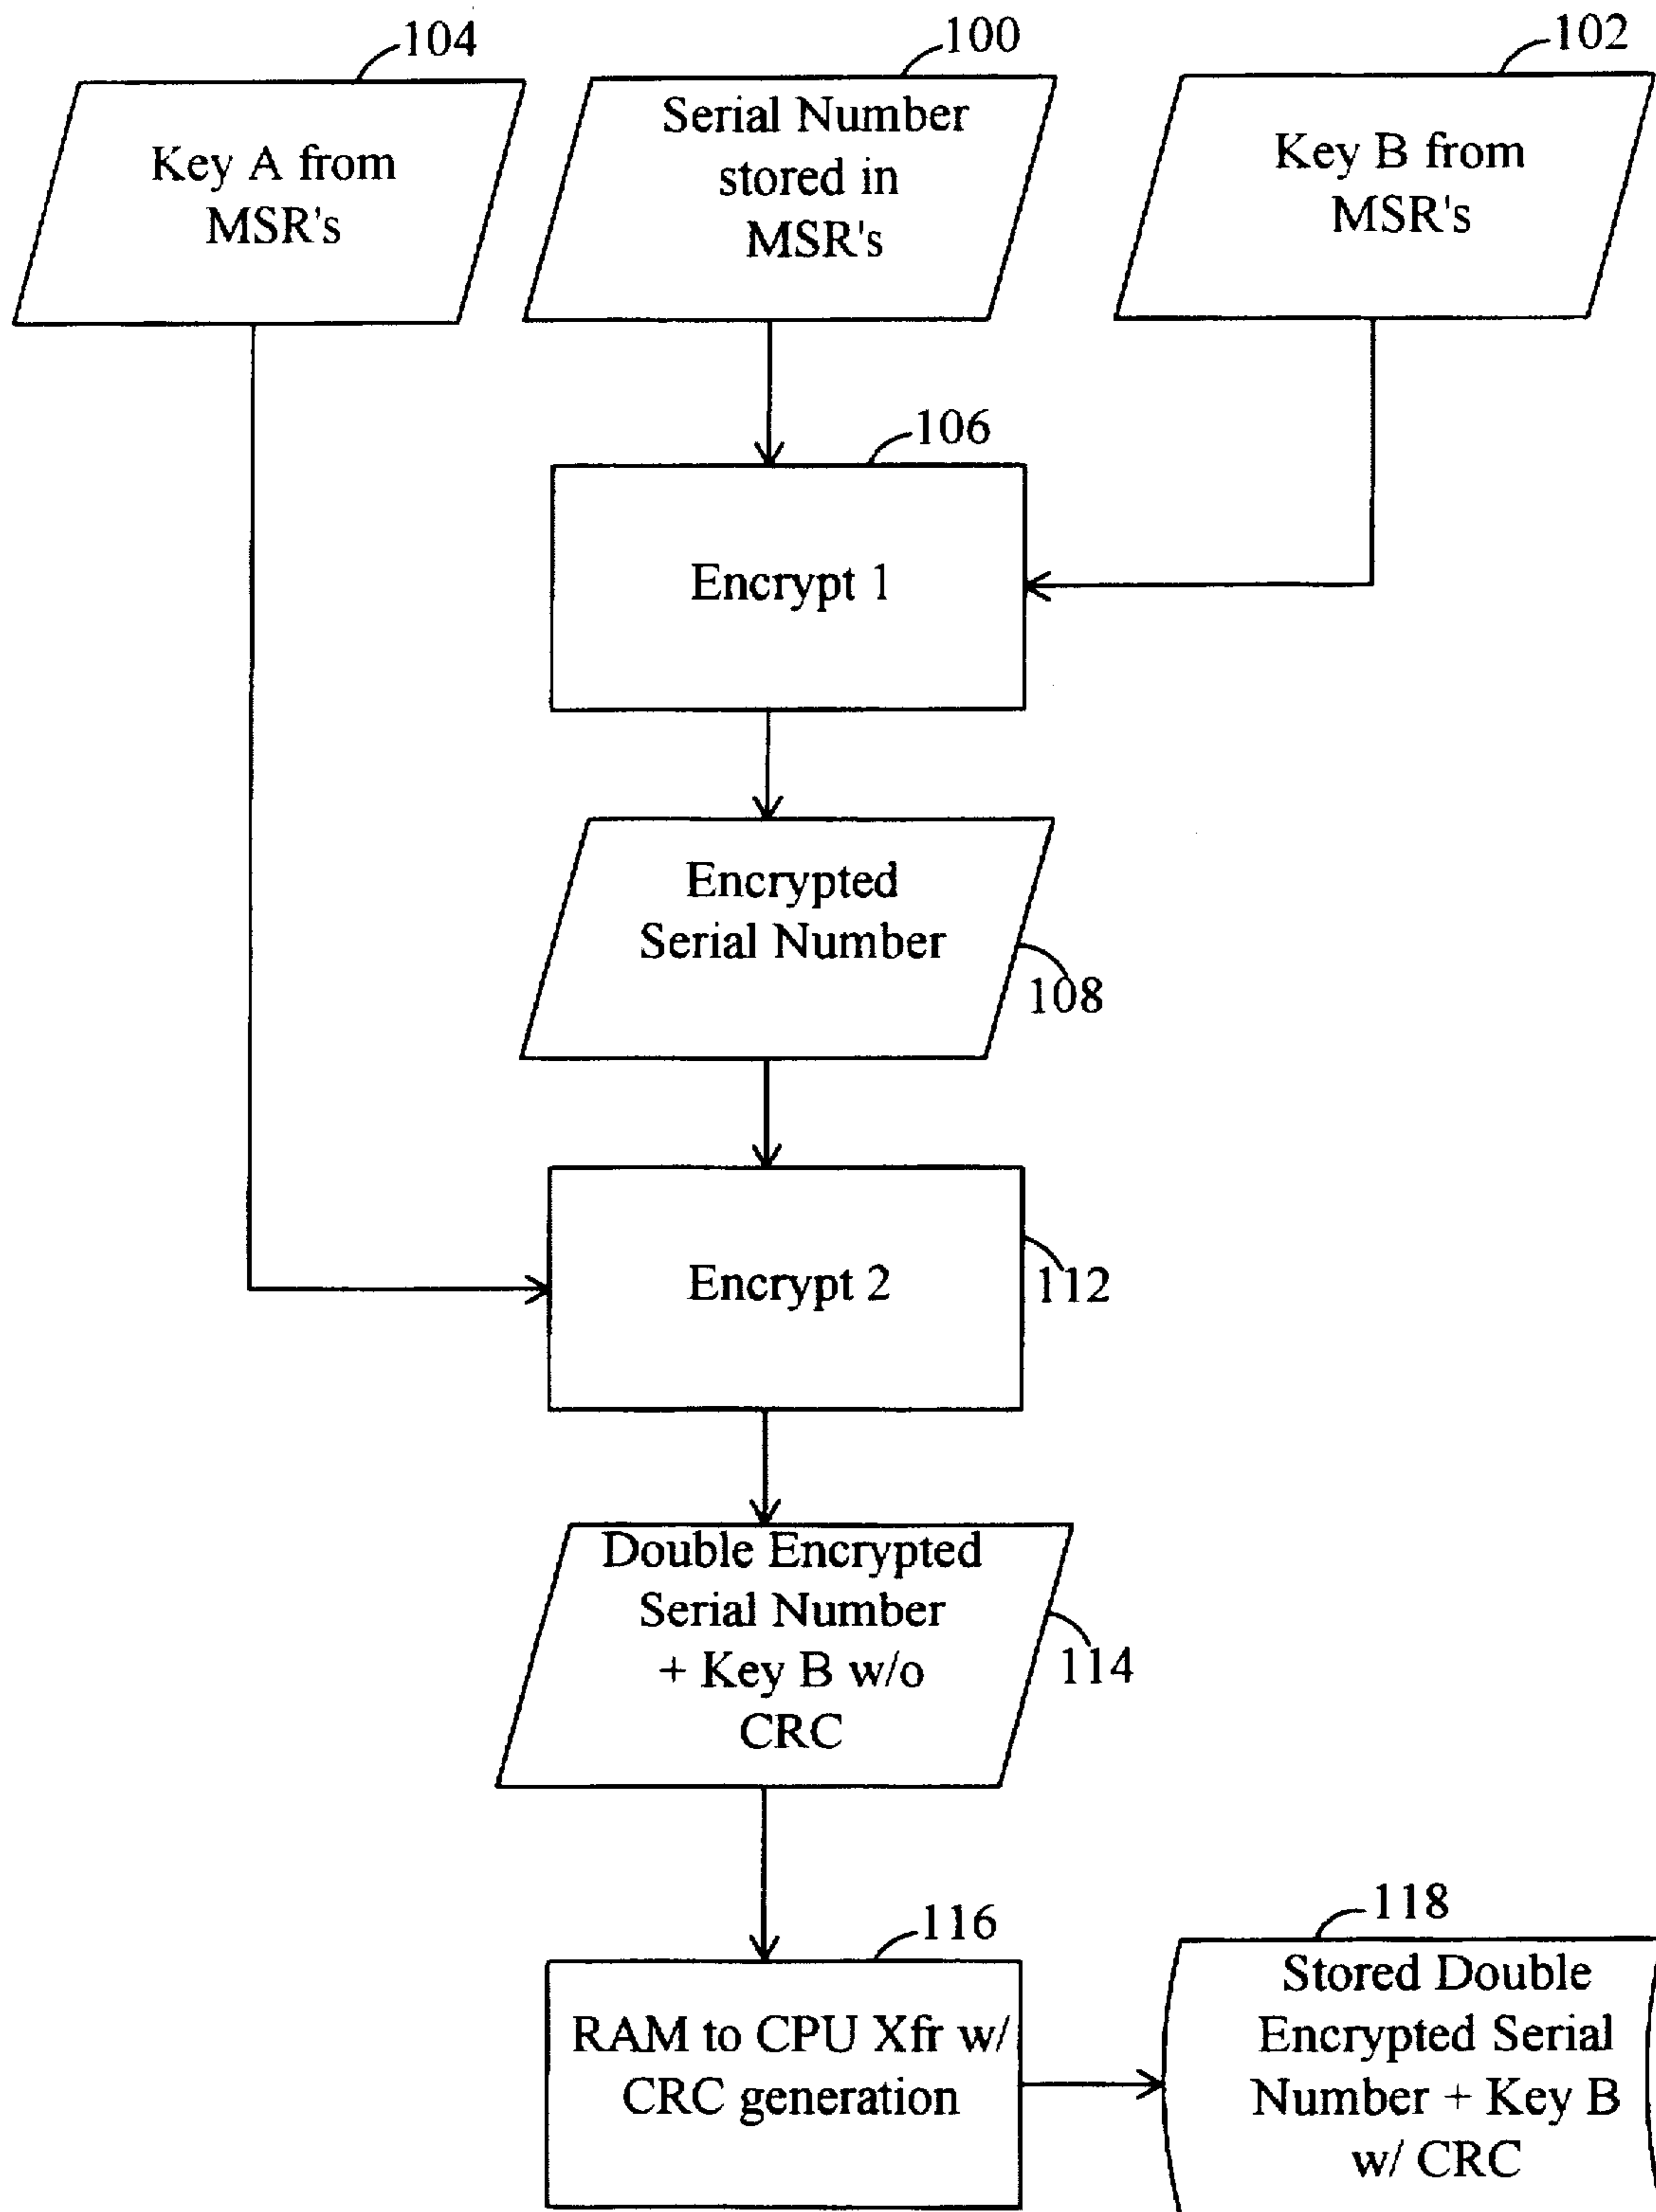 104
100
102
Key A from
MSR's
Serial Number
stored in
MSR's
Key B from
MSR's
106
Encrypt 1
Encrypted
Serial Number
108
Encrypt 2
112
Double Encrypted
Serial Number
+ Key B w/o
CRC
114
116
RAM to CPU Xfr w/
CRC generation
118
Stored Double
Encrypted Serial
Number + Key B
w/ CRC